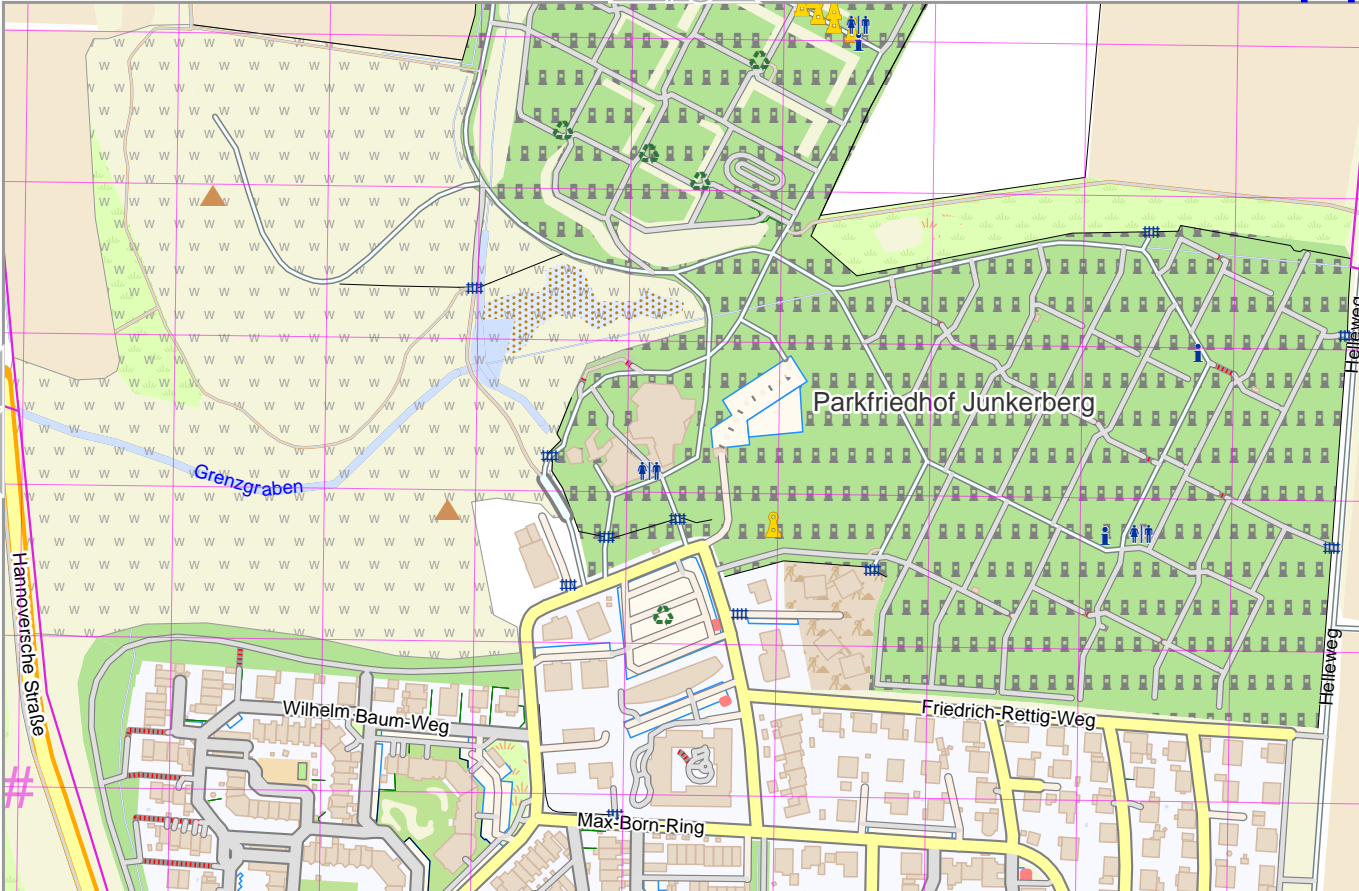 Helleweg
Parkfriedhof Junkerberg
Grenzgraben
Hannoversche Straße
Helleweg
Wilhelm-Baum-Weg
Friedrich-Rettig-Weg
Max-Born-Ring
#